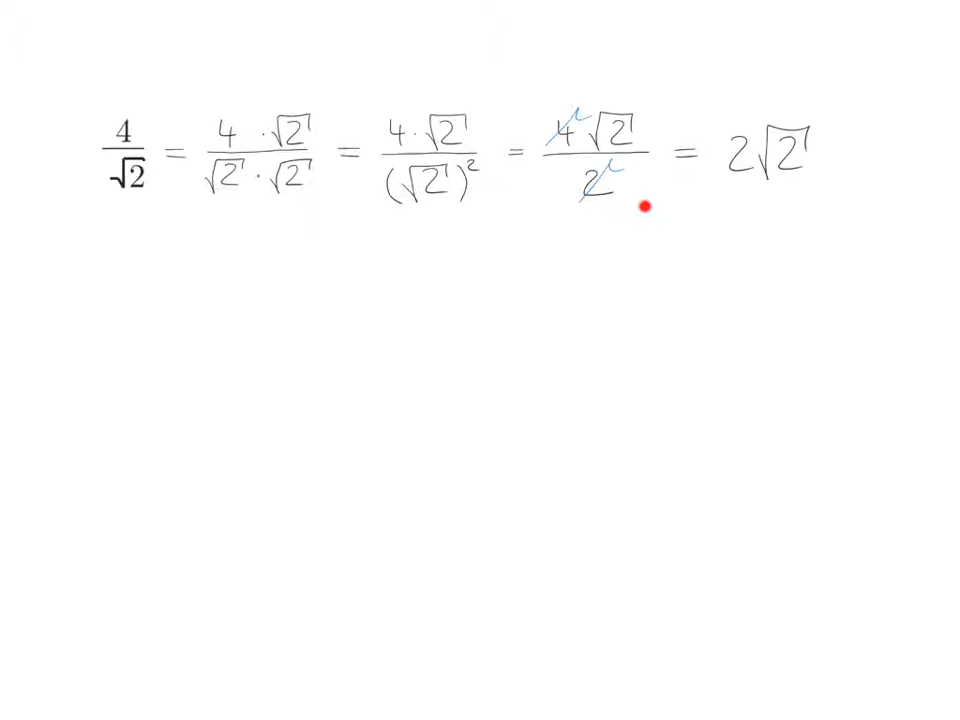 4/√2 = (4 · √2)/(√2 · √2) = (4 · √2)/(√2)² = (4 √2)/2 = 2√2